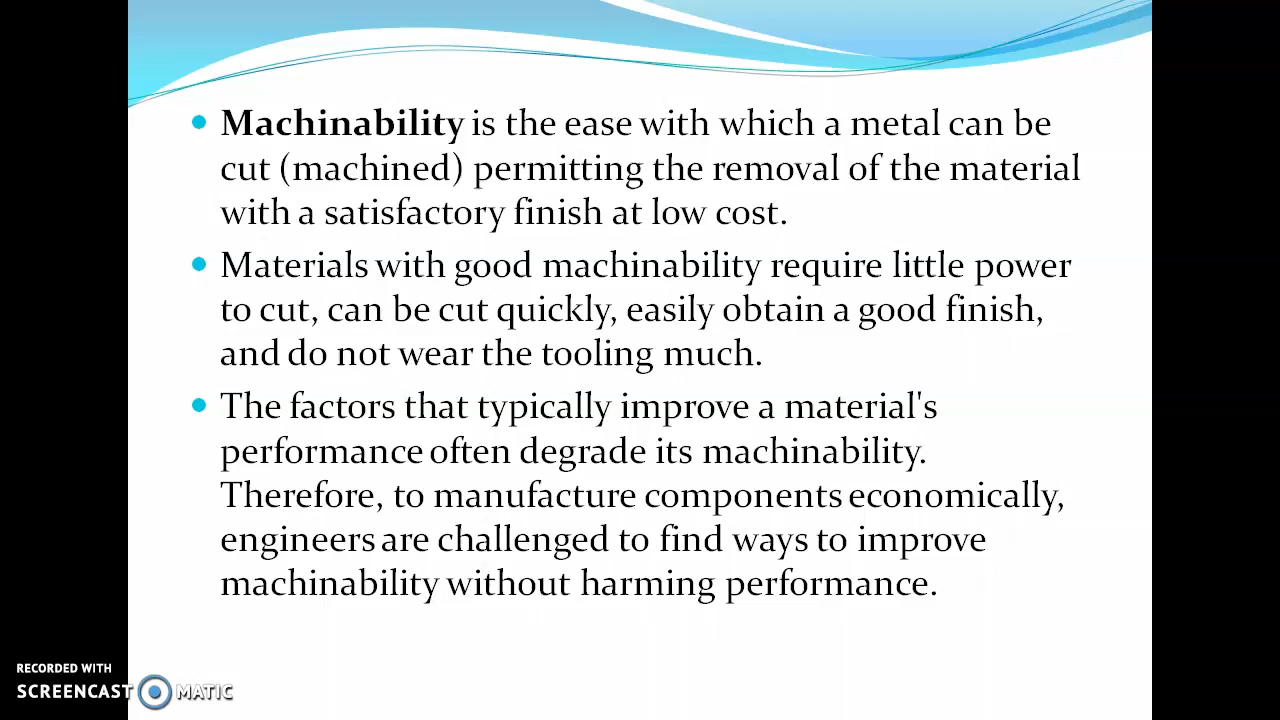 Machinability is the ease with which a metal can be
cut (machined) permitting the removal of the material
with a satisfactory finish at low cost.
Materials with good machinability require little power
to cut, can be cut quickly, easily obtain a good finish,
and do not wear the tooling much.
The factors that typically improve a material's
performance often degrade its machinability.
Therefore, to manufacture components economically,
engineers are challenged to find ways to improve
machinability without harming performance.
RECORDED WITH
SCREENCAST MATIC